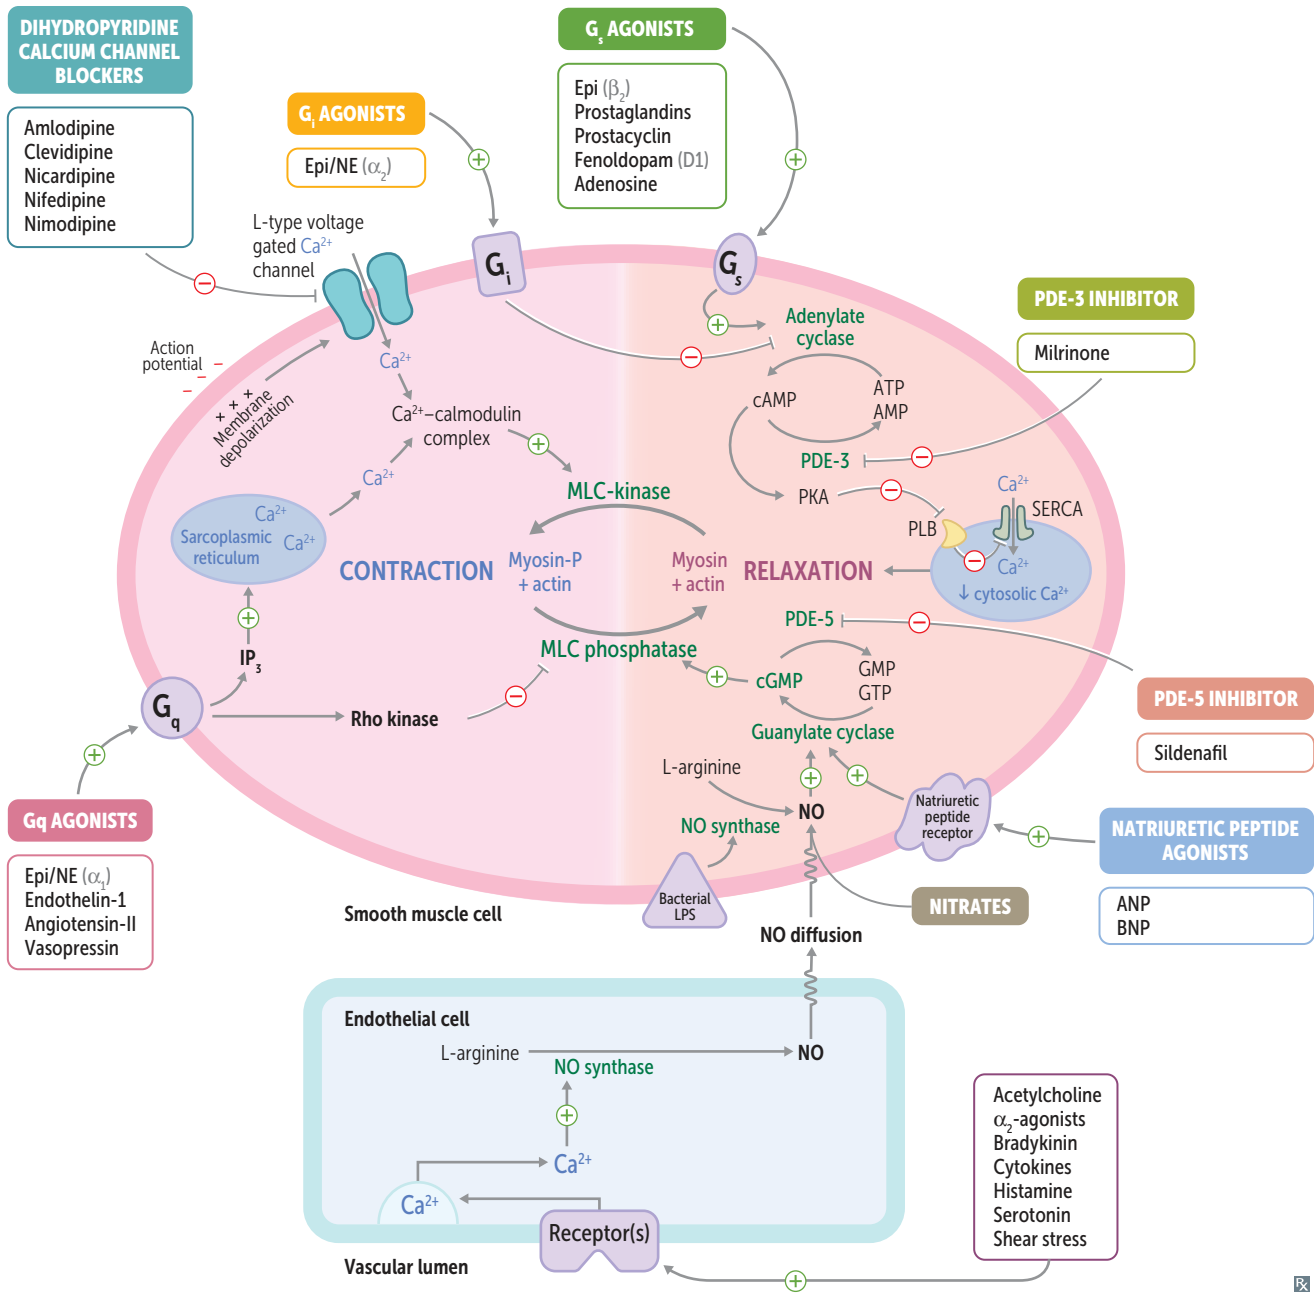 DIHYDROPYRIDINE
CALCIUM CHANNEL
BLOCKERS
Amlodipine
Clevidipine
Nicardipine
Nifedipine
Nimodipine
Gi AGONISTS
Epi/NE (α2)
Gs AGONISTS
Epi (β2)
Prostaglandins
Prostacyclin
Fenoldopam (D1)
Adenosine
L-type voltage
gated Ca2+
channel
Gi
Gs
Action
potential
Membrane
depolarization
Ca2+
Ca2+–calmodulin
complex
Ca2+
Adenylate
cyclase
cAMP
ATP
AMP
PDE-3
PKA
PDE-3 INHIBITOR
Milrinone
MLC-kinase
Ca2+
Sarcoplasmic
reticulum
Ca2+
CONTRACTION
Myosin-P
+ actin
Myosin
+ actin
RELAXATION
Ca2+
SERCA
PLB
Ca2+
↓ cytosolic Ca2+
MLC phosphatase
PDE-5
cGMP
GMP
GTP
Guanylate cyclase
IP3
Gq
Rho kinase
PDE-5 INHIBITOR
Sildenafil
L-arginine
NO
NO synthase
Bacterial
LPS
Natriuretic
peptide
receptor
NATRIURETIC PEPTIDE
AGONISTS
ANP
BNP
NITRATES
Gq AGONISTS
Epi/NE (α1)
Endothelin-1
Angiotensin-II
Vasopressin
Smooth muscle cell
NO diffusion
Endothelial cell
L-arginine
NO
NO synthase
Ca2+
Ca2+
Receptor(s)
Vascular lumen
Acetylcholine
α2-agonists
Bradykinin
Cytokines
Histamine
Serotonin
Shear stress
℞